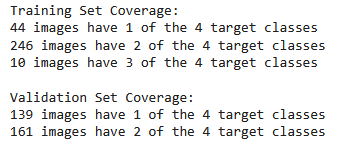 Training Set Coverage:
44 images have 1 of the 4 target classes
246 images have 2 of the 4 target classes
10 images have 3 of the 4 target classes
Validation Set Coverage:
139 images have 1 of the 4 target classes
161 images have 2 of the 4 target classes